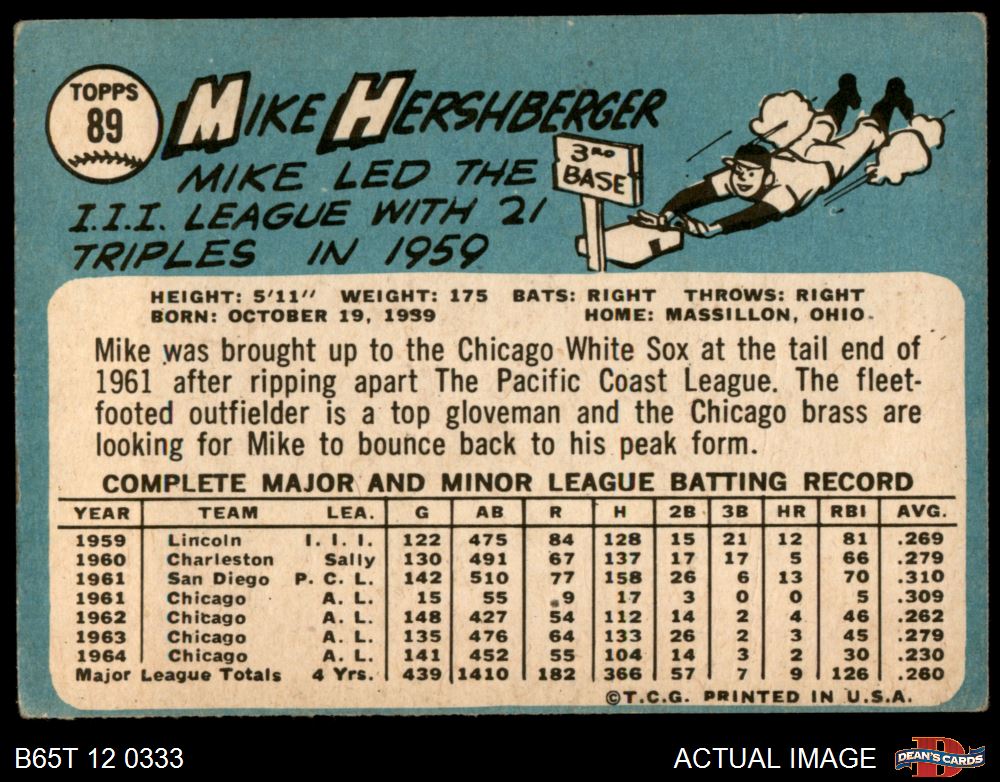 TOPPS
89
MIKE HERSHBERGER
MIKE LED THE
I.I.I. LEAGUE WITH 21
TRIPLES IN 1959
3RD
BASE
HEIGHT: 5'11" WEIGHT: 175 BATS: RIGHT THROWS: RIGHT
BORN: OCTOBER 19, 1939 HOME: MASSILLON, OHIO
Mike was brought up to the Chicago White Sox at the tail end of
1961 after ripping apart The Pacific Coast League. The fleet-
footed outfielder is a top gloveman and the Chicago brass are
looking for Mike to bounce back to his peak form.
COMPLETE MAJOR AND MINOR LEAGUE BATTING RECORD
YEAR TEAM LEA. G AB R H 2B 3B HR RBI AVG.
1959 Lincoln I. I. I. 122 475 84 128 15 21 12 81 .269
1960 Charleston Sally 130 491 67 137 17 17 5 66 .279
1961 San Diego P. C. L. 142 510 77 158 26 6 13 70 .310
1961 Chicago A. L. 15 55 9 17 3 0 0 5 .309
1962 Chicago A. L. 148 427 54 112 14 2 4 46 .262
1963 Chicago A. L. 135 476 64 133 26 2 3 45 .279
1964 Chicago A. L. 141 452 55 104 14 3 2 30 .230
Major League Totals 4 Yrs. 439 1410 182 366 57 7 9 126 .260
©T.C.G. PRINTED IN U.S.A.
B65T 12 0333 ACTUAL IMAGE DEAN'S CARDS